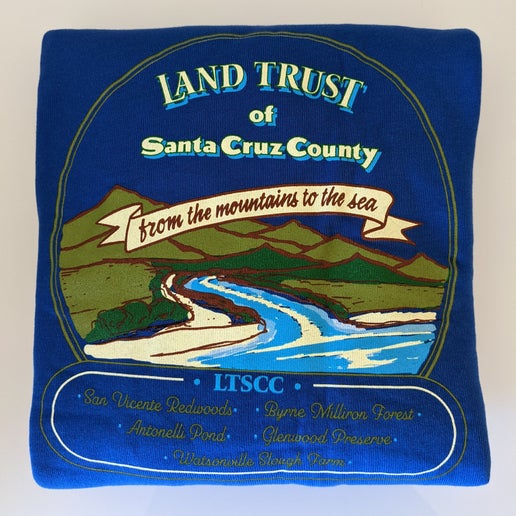 LAND TRUST
of
Santa Cruz County
from the mountains to the sea
• LTSCC •
• San Vicente Redwoods • Byrne Milliron Forest •
• Antonelli Pond • Glenwood Preserve •
• Watsonville Slough Farm •